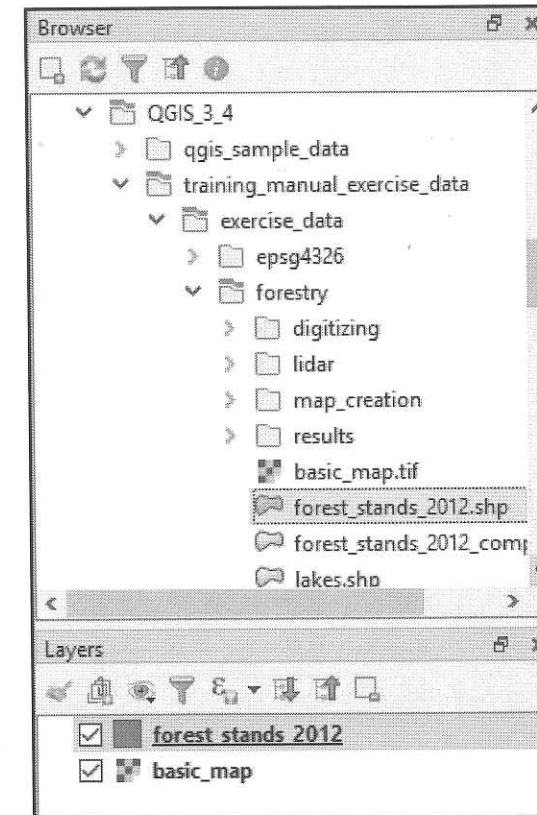 Browser
QGIS_3_4
qgis_sample_data
training_manual_exercise_data
exercise_data
epsg4326
forestry
digitizing
lidar
map_creation
results
basic_map.tif
forest_stands_2012.shp
forest_stands_2012_comp
lakes.shp
Layers
forest stands 2012
basic_map